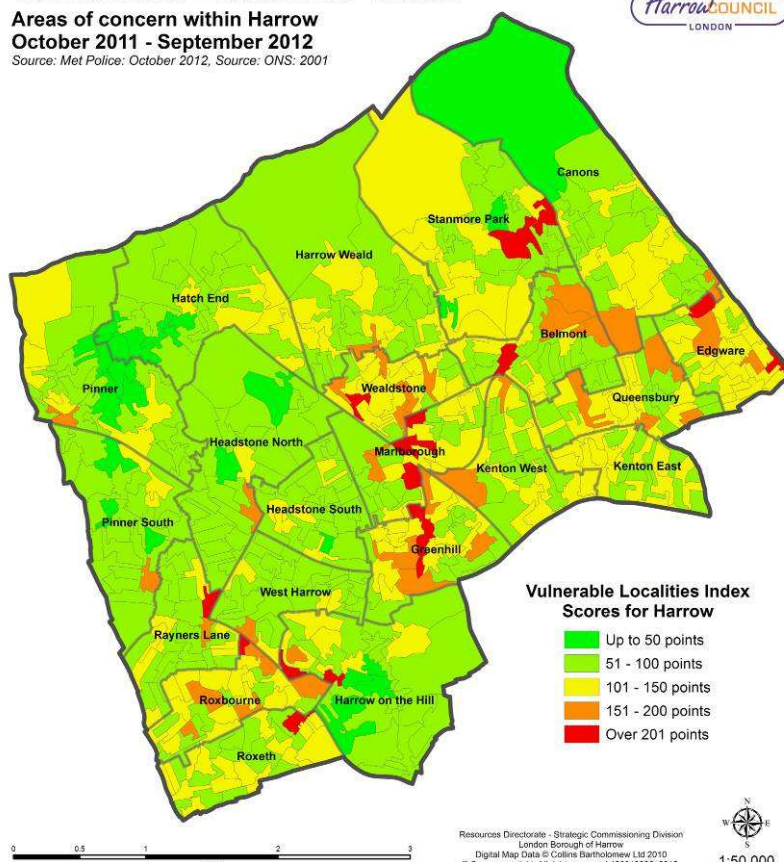 Areas of concern within Harrow
October 2011 - September 2012
Source: Met Police: October 2012, Source: ONS: 2001
HarrowCOUNCIL
LONDON
Canons
Stanmore Park
Harrow Weald
Hatch End
Belmont
Edgware
Pinner
Wealdstone
Queensbury
Headstone North
Marlborough
Kenton West
Kenton East
Pinner South
Headstone South
Greenhill
West Harrow
Rayners Lane
Roxbourne
Harrow on the Hill
Roxeth
Vulnerable Localities Index
Scores for Harrow
Up to 50 points
51 - 100 points
101 - 150 points
151 - 200 points
Over 201 points
N
W E
S
0 0.5 1 2 3
Resources Directorate - Strategic Commissioning Division
London Borough of Harrow
Digital Map Data © Collins Bartholomew Ltd 2010
1:50,000